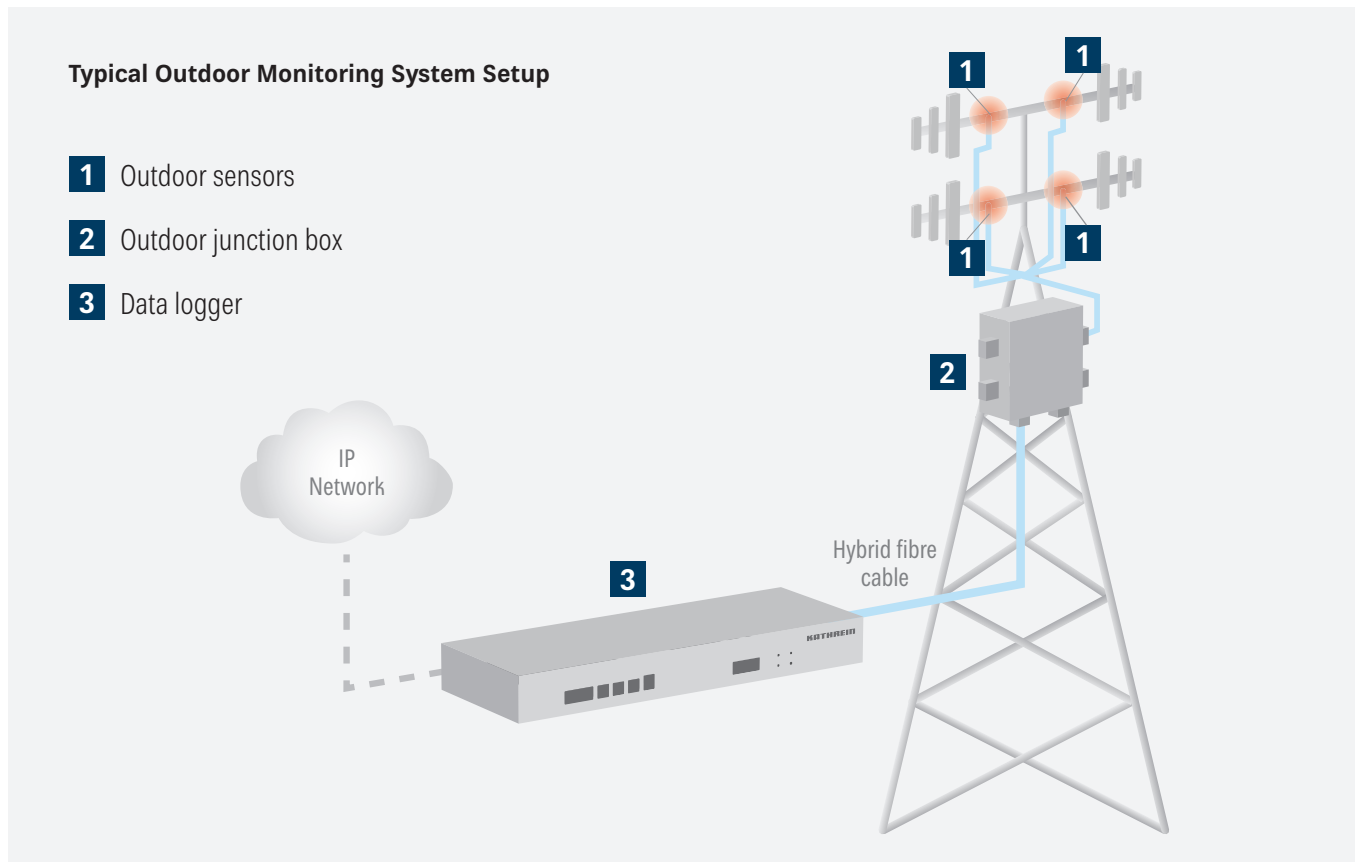 Typical Outdoor Monitoring System Setup
1 Outdoor sensors
2 Outdoor junction box
3 Data logger
1
1
1
1
2
IP
Network
Hybrid fibre
cable
3
KATHREIN